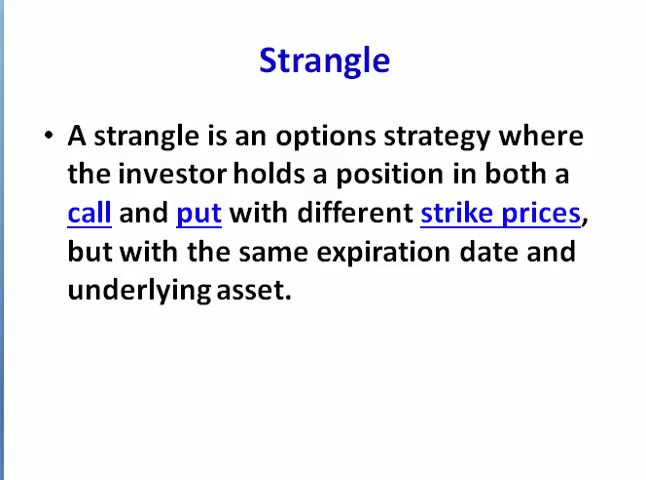 Strangle
• A strangle is an options strategy where
the investor holds a position in both a
call and put with different strike prices,
but with the same expiration date and
underlying asset.